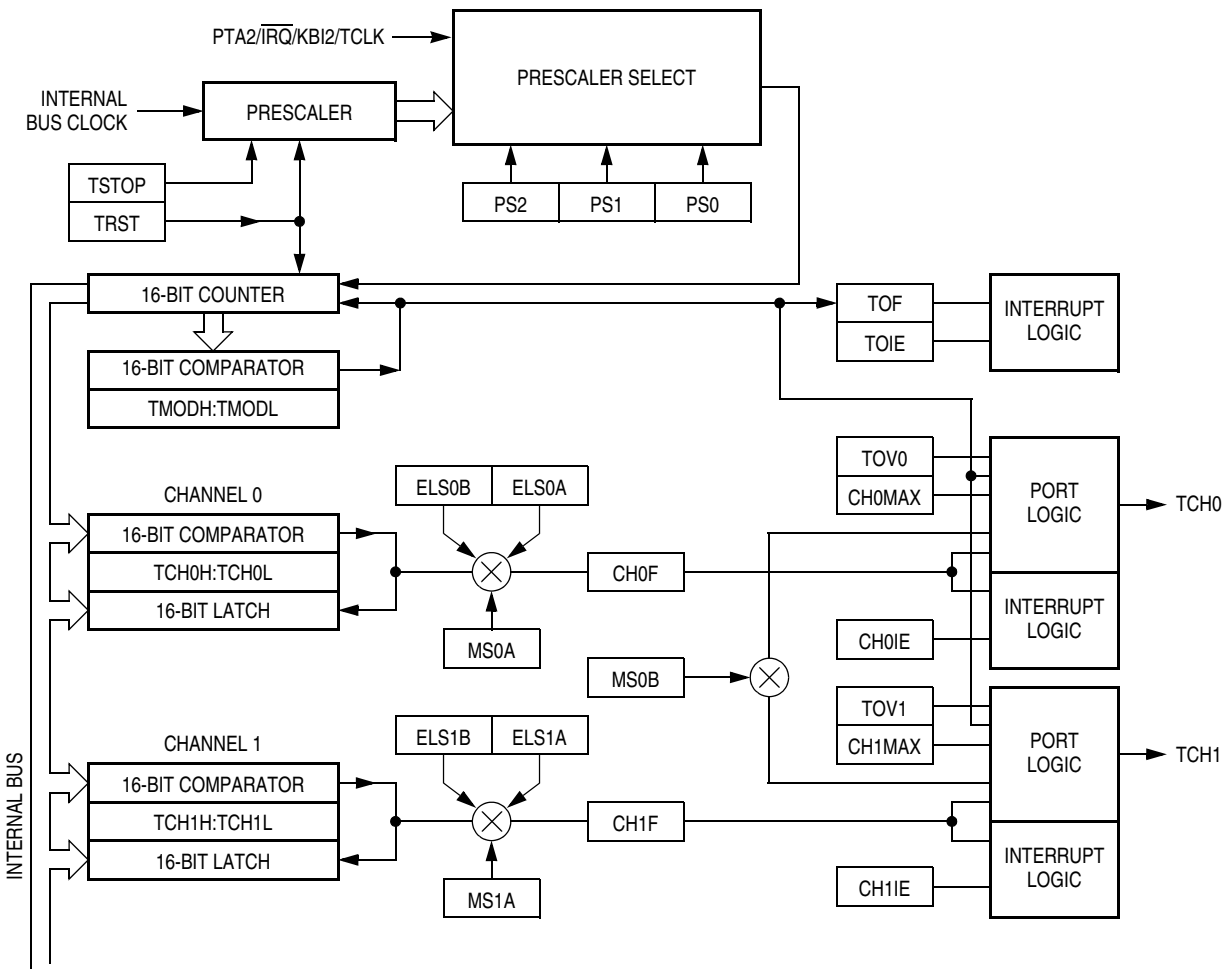 PTA2/IRQ/KBI2/TCLK
PRESCALER SELECT
INTERNAL
BUS CLOCK
PRESCALER
TSTOP
TRST
PS2
PS1
PS0
16-BIT COUNTER
16-BIT COMPARATOR
TMODH:TMODL
TOF
TOIE
INTERRUPT
LOGIC
CHANNEL 0
16-BIT COMPARATOR
TCH0H:TCH0L
16-BIT LATCH
ELS0B
ELS0A
MS0A
CH0F
TOV0
CH0MAX
PORT
LOGIC
TCH0
INTERRUPT
LOGIC
CH0IE
MS0B
CHANNEL 1
16-BIT COMPARATOR
TCH1H:TCH1L
16-BIT LATCH
ELS1B
ELS1A
MS1A
CH1F
TOV1
CH1MAX
PORT
LOGIC
TCH1
INTERRUPT
LOGIC
CH1IE
INTERNAL BUS